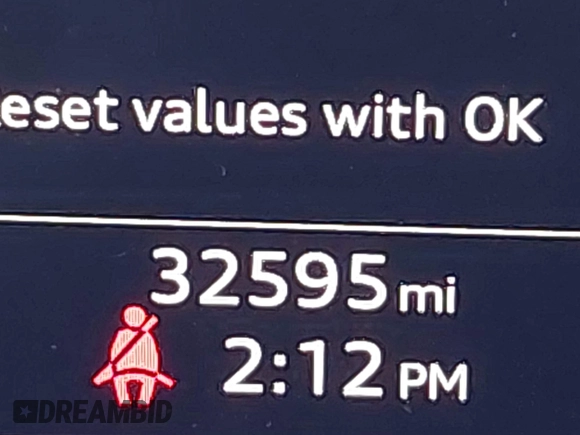 eset values with OK
32595 mi
2:12 PM
DREAMBID